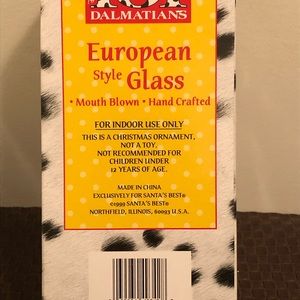 101
DALMATIANS
European
Style Glass
• Mouth Blown • Hand Crafted
FOR INDOOR USE ONLY
THIS IS A CHRISTMAS ORNAMENT,
NOT A TOY.
NOT RECOMMENDED FOR
CHILDREN UNDER
12 YEARS OF AGE.
MADE IN CHINA
EXCLUSIVELY FOR SANTA'S BEST®
©1999 SANTA'S BEST®
NORTHFIELD, ILLINOIS, 60093 U.S.A.